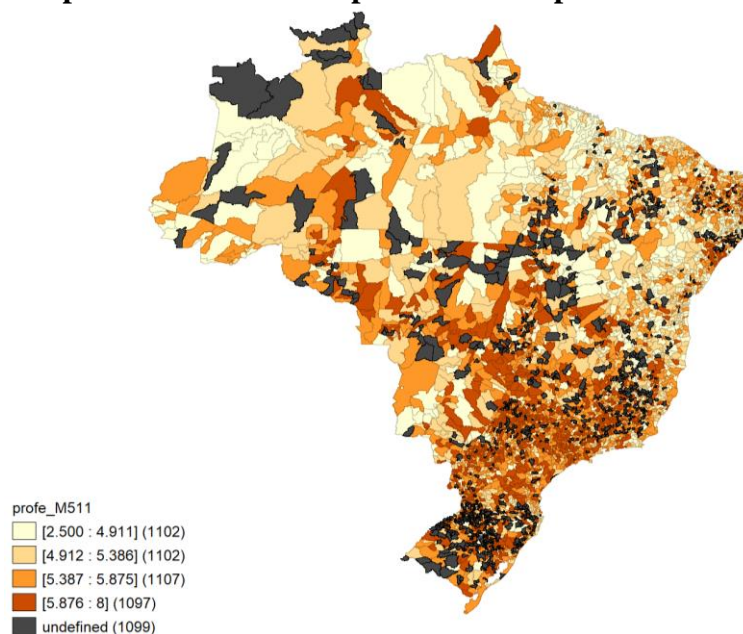 profe_M511
[2.500 : 4.911] (1102)
[4.912 : 5.386] (1102)
[5.387 : 5.875] (1107)
[5.876 : 8] (1097)
undefined (1099)